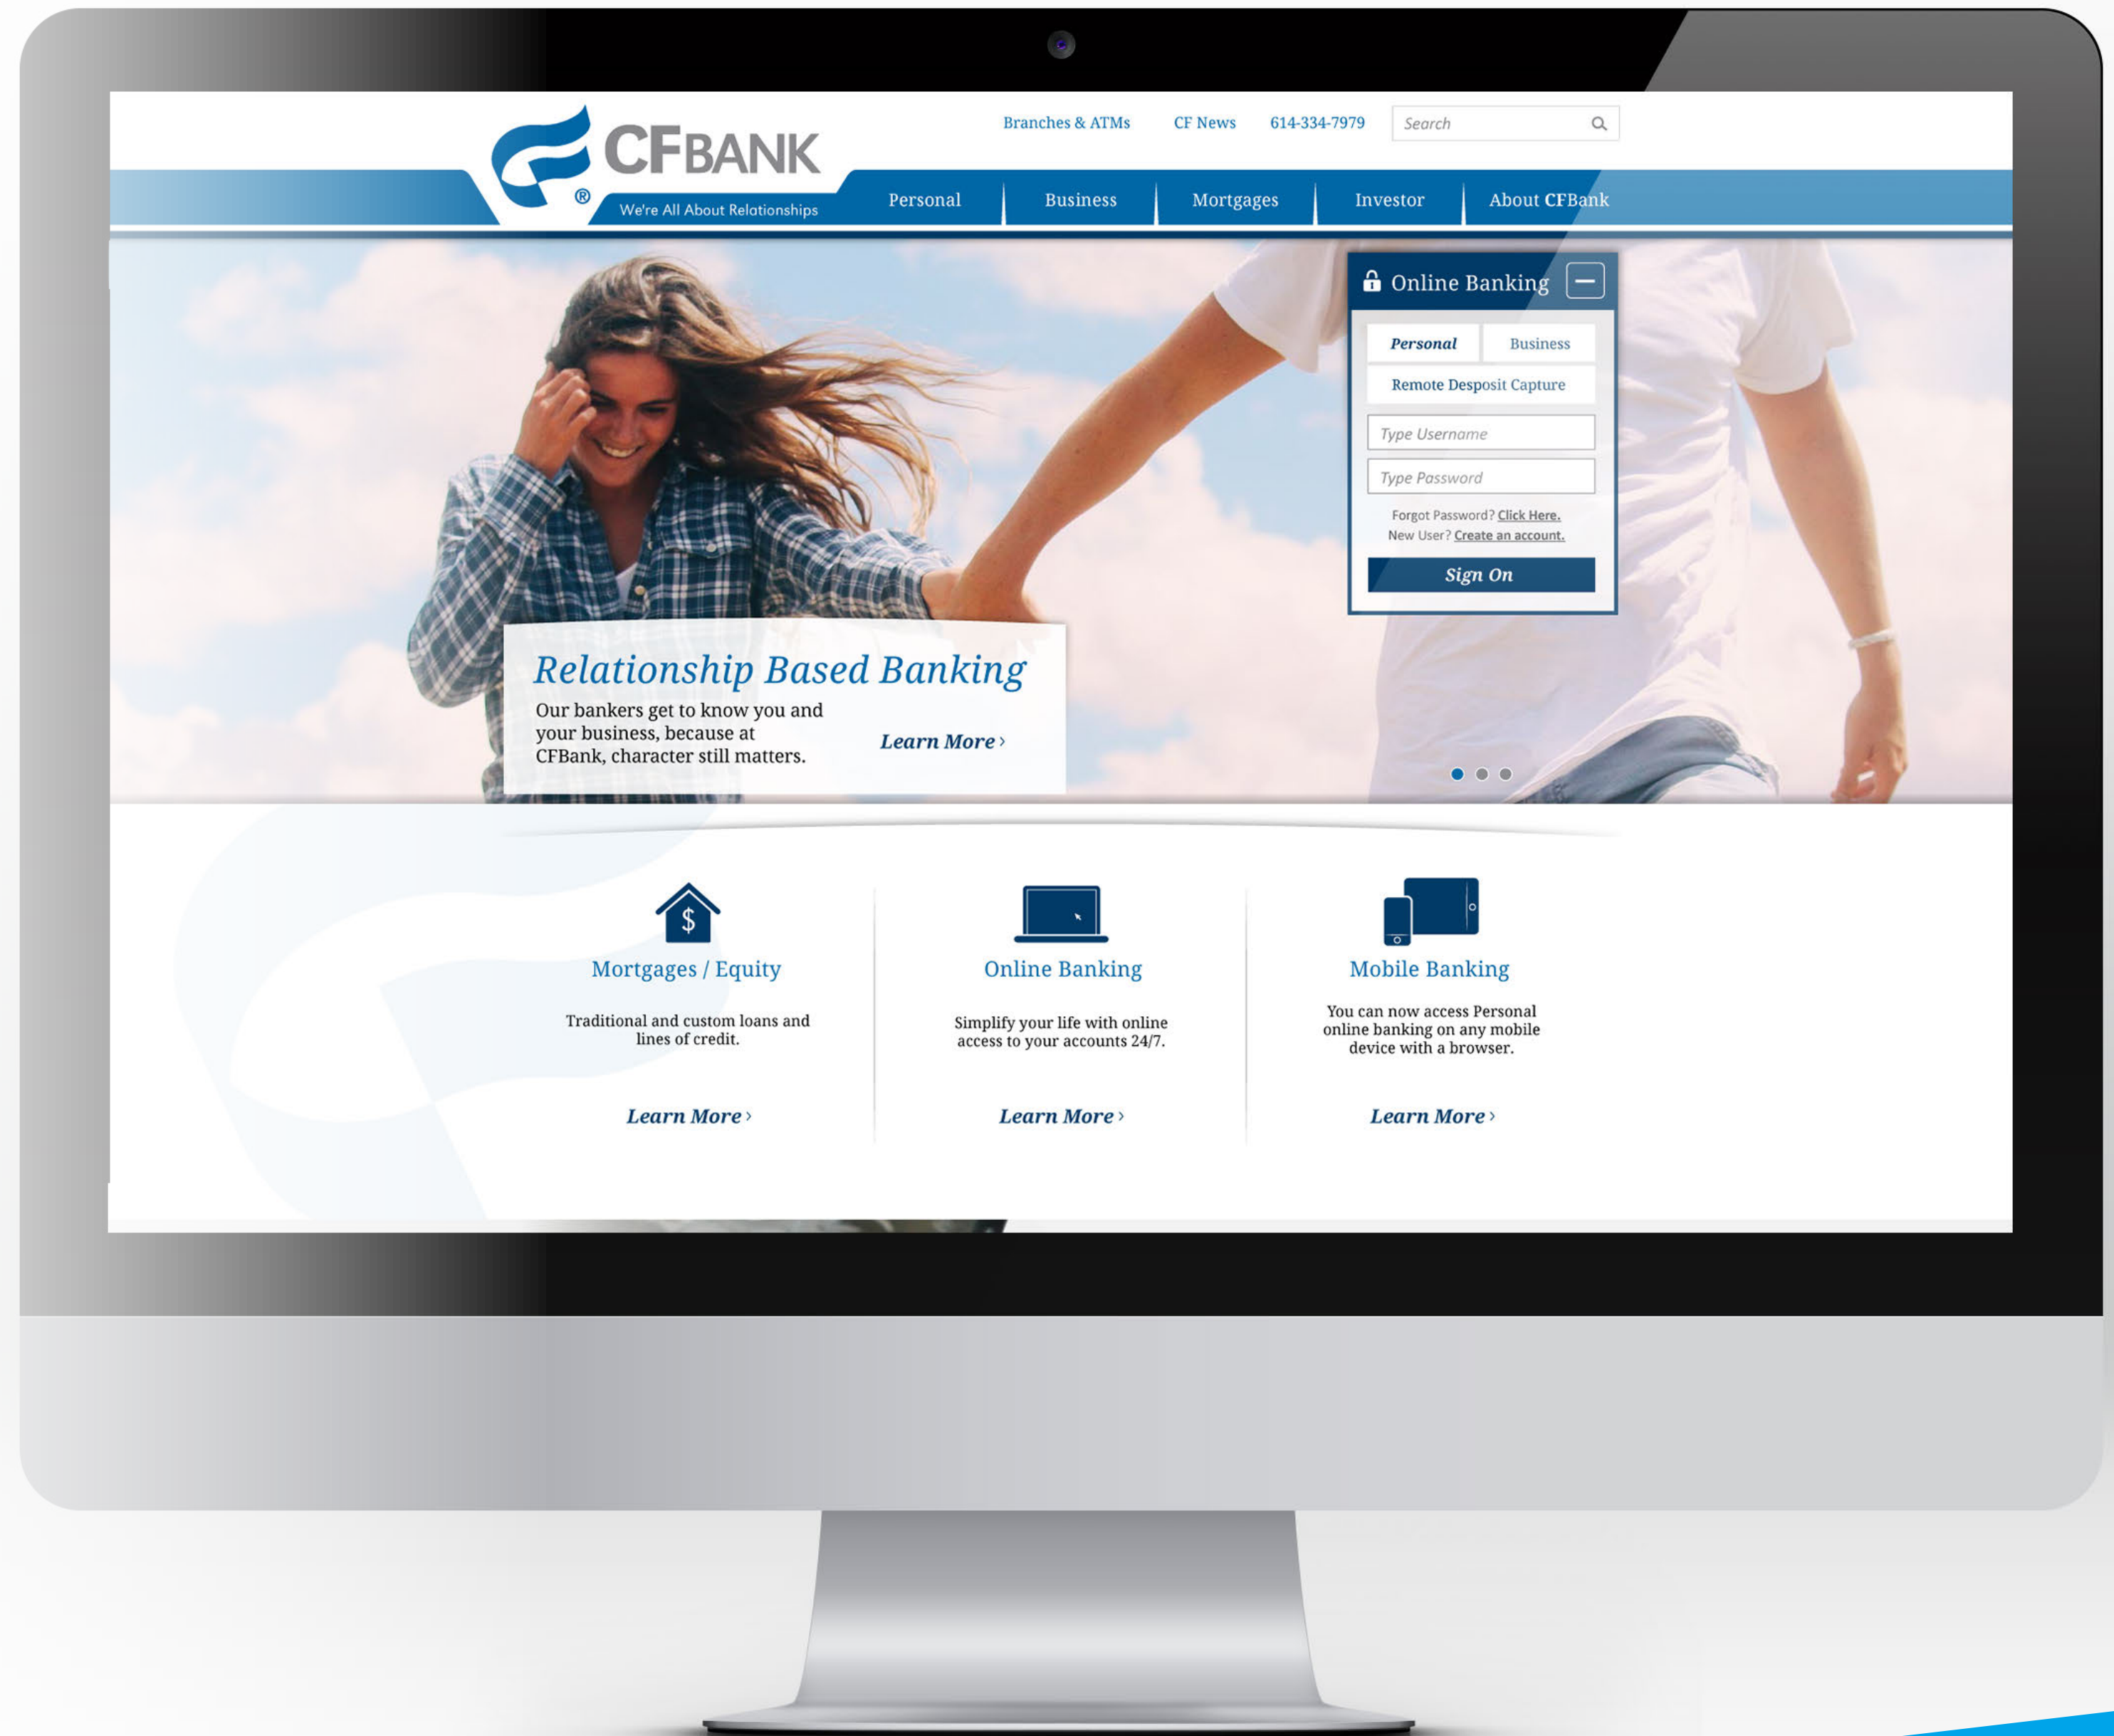 CFBANK
®
We're All About Relationships
Branches & ATMs
CF News
614-334-7979
Search
Personal
Business
Mortgages
Investor
About CFBank
Online Banking
Personal
Business
Remote Desposit Capture
Type Username
Type Password
Forgot Password? Click Here.
New User? Create an account.
Sign On
Relationship Based Banking
Our bankers get to know you and
your business, because at
CFBank, character still matters.
Learn More ›
$
Mortgages / Equity
Traditional and custom loans and
lines of credit.
Learn More ›
Online Banking
Simplify your life with online
access to your accounts 24/7.
Learn More ›
Mobile Banking
You can now access Personal
online banking on any mobile
device with a browser.
Learn More ›